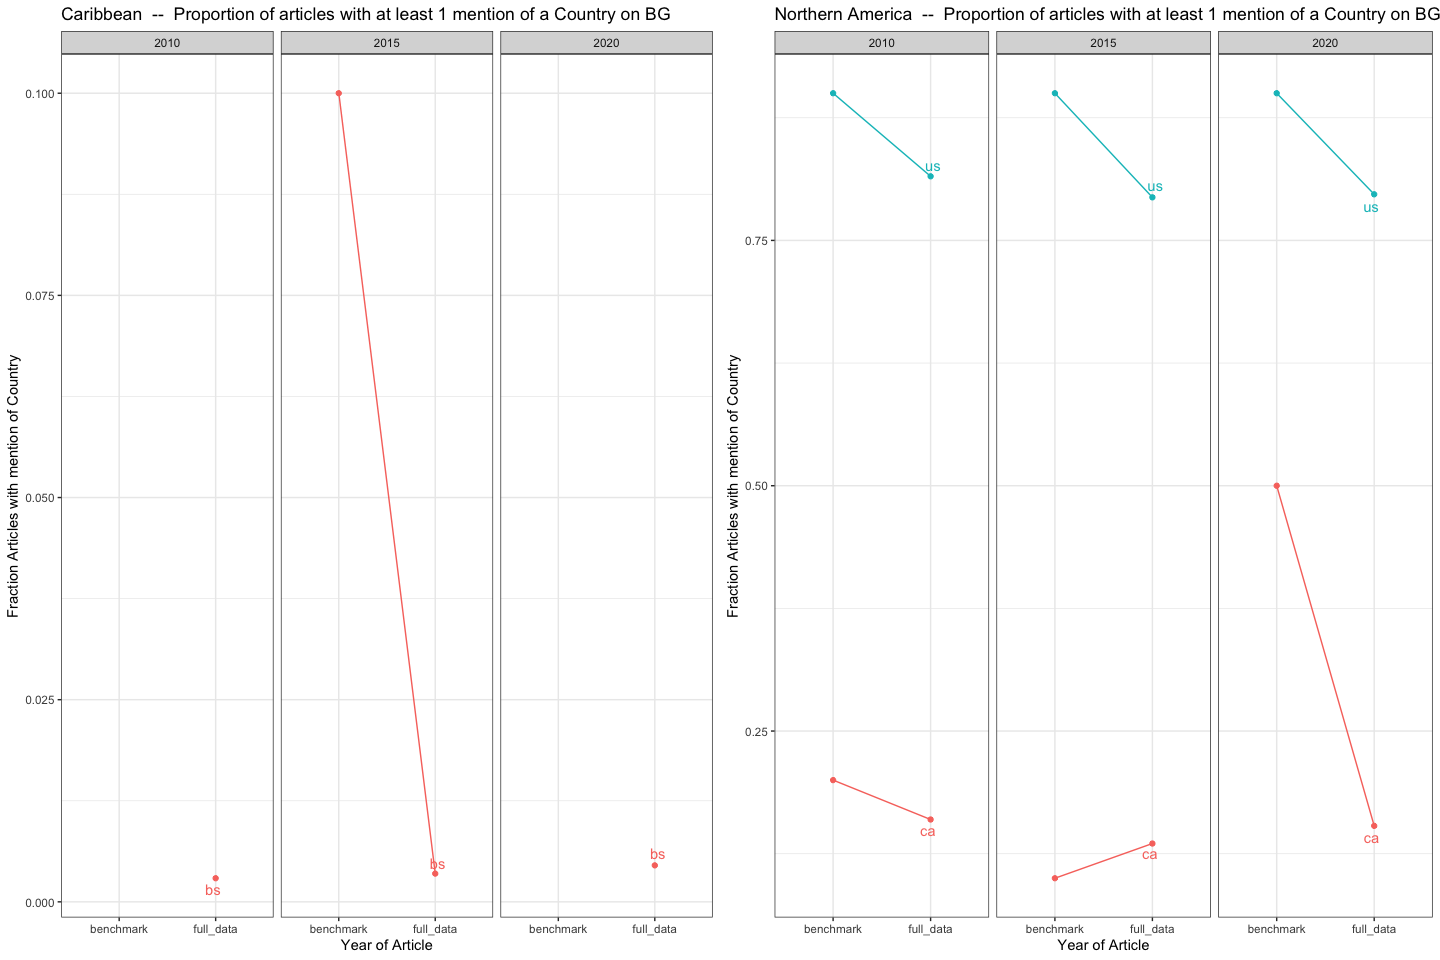 Caribbean  --  Proportion of articles with at least 1 mention of a Country on BG
2010
2015
2020
Fraction Articles with mention of Country
0.100
0.075
0.050
0.025
0.000
bs
bs
bs
benchmark
full_data
benchmark
full_data
benchmark
full_data
Year of Article
Northern America  --  Proportion of articles with at least 1 mention of a Country on BG
2010
2015
2020
Fraction Articles with mention of Country
0.75
0.50
0.25
us
us
us
ca
ca
ca
benchmark
full_data
benchmark
full_data
benchmark
full_data
Year of Article